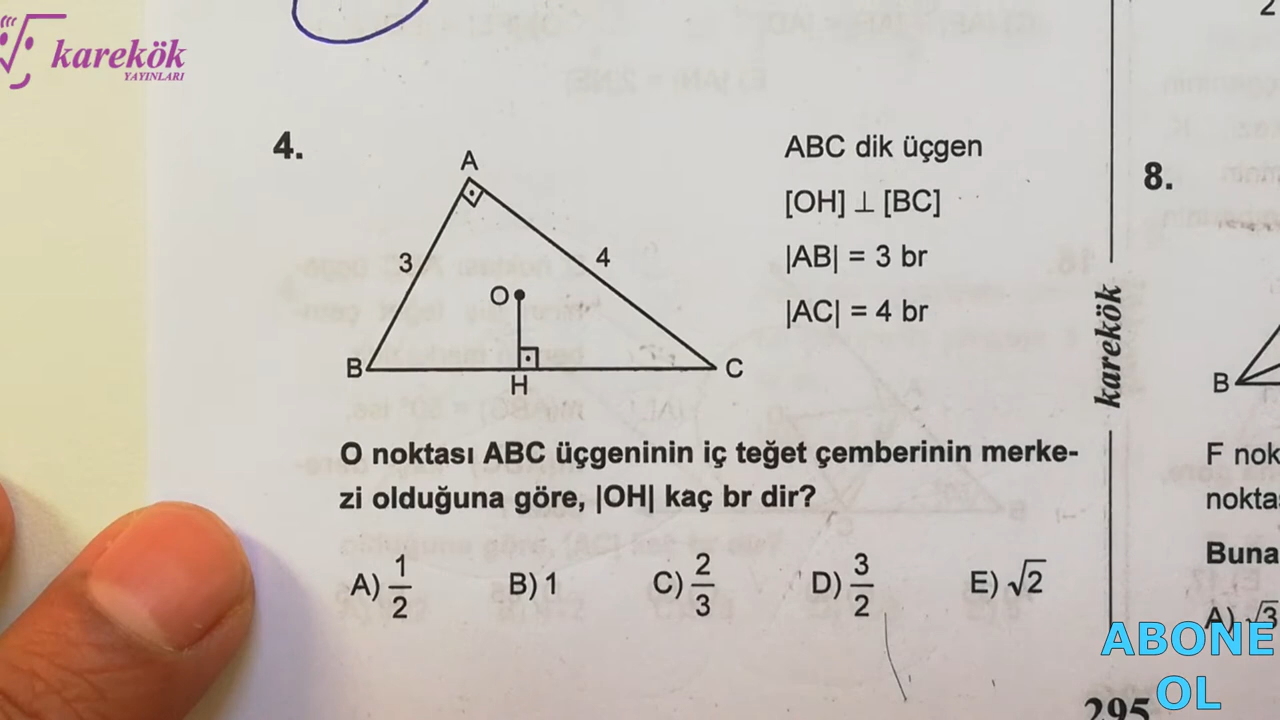 karekök
YAYINLARI
2
4.
A
3
4
O
B
H
C
ABC dik üçgen
[OH] ⊥ [BC]
|AB| = 3 br
|AC| = 4 br
O noktası ABC üçgeninin iç teğet çemberinin merke-
zi olduğuna göre, |OH| kaç br dir?
A) 1/2 B) 1 C) 2/3 D) 3/2 E) √2
karekök
8.
B
F nok
nokta
Buna
A) √3
295
ABONE
OL